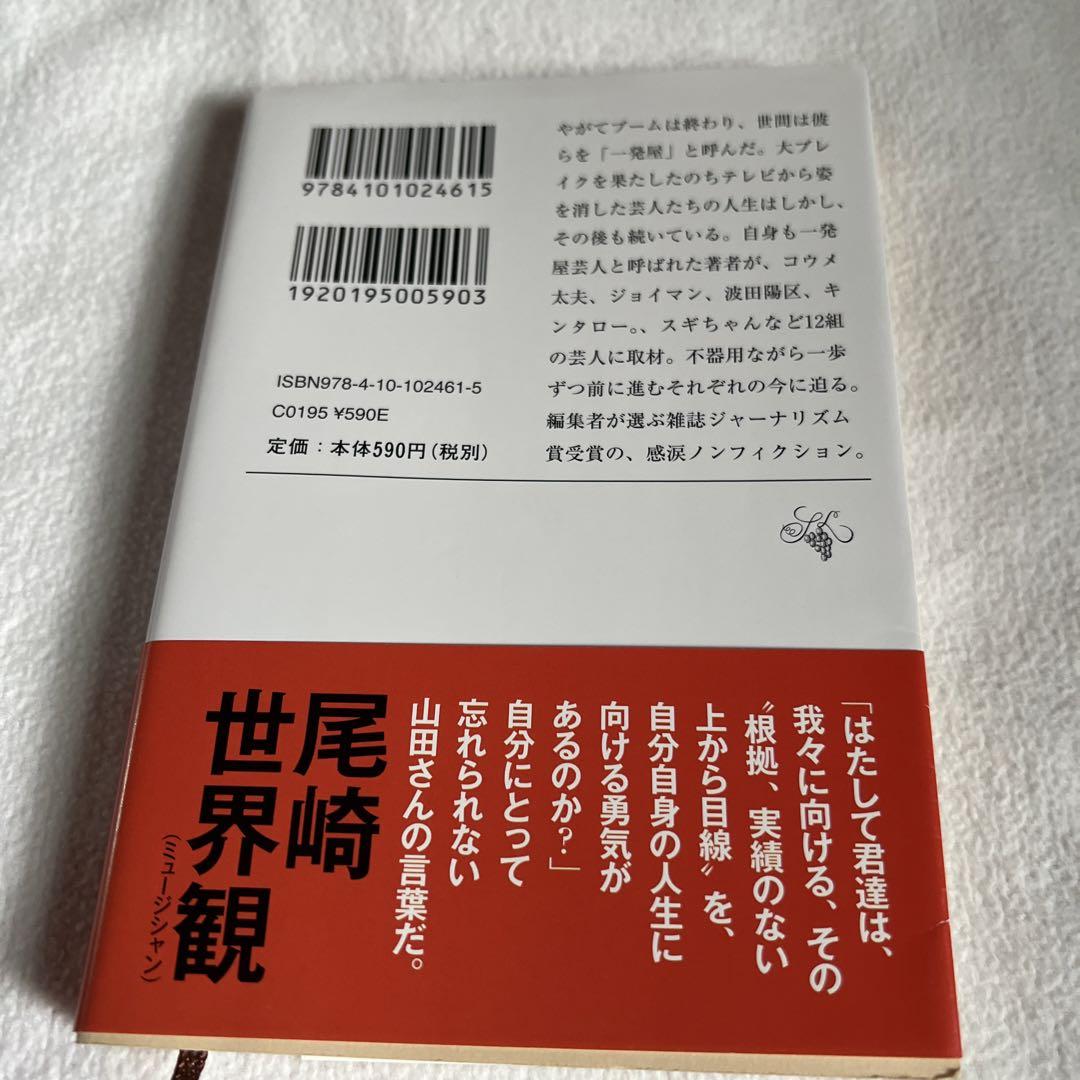 9784101024615
1920195005903
ISBN978-4-10-102461-5
C0195 ¥590E
定価：本体590円(税別)
やがてブームは終わり、世間は彼
らを「一発屋」と呼んだ。大ブレ
イクを果たしたのちテレビから姿
を消した芸人たちの人生はしかし、
その後も続いている。自身も一発
屋芸人と呼ばれた著者が、コウメ
太夫、ジョイマン、波田陽区、キ
ンタロー。、スギちゃんなど12組
の芸人に取材。不器用ながら一歩
ずつ前に進むそれぞれの今に迫る。
編集者が選ぶ雑誌ジャーナリズム
賞受賞の、感涙ノンフィクション。
「はたして君達は、
我々に向ける、その
〝根拠、実績のない
上から目線〟を、
自分自身の人生に
向ける勇気が
あるのか？」
自分にとって
忘れられない
山田さんの言葉だ。
尾崎
世界観
(ミュージシャン)